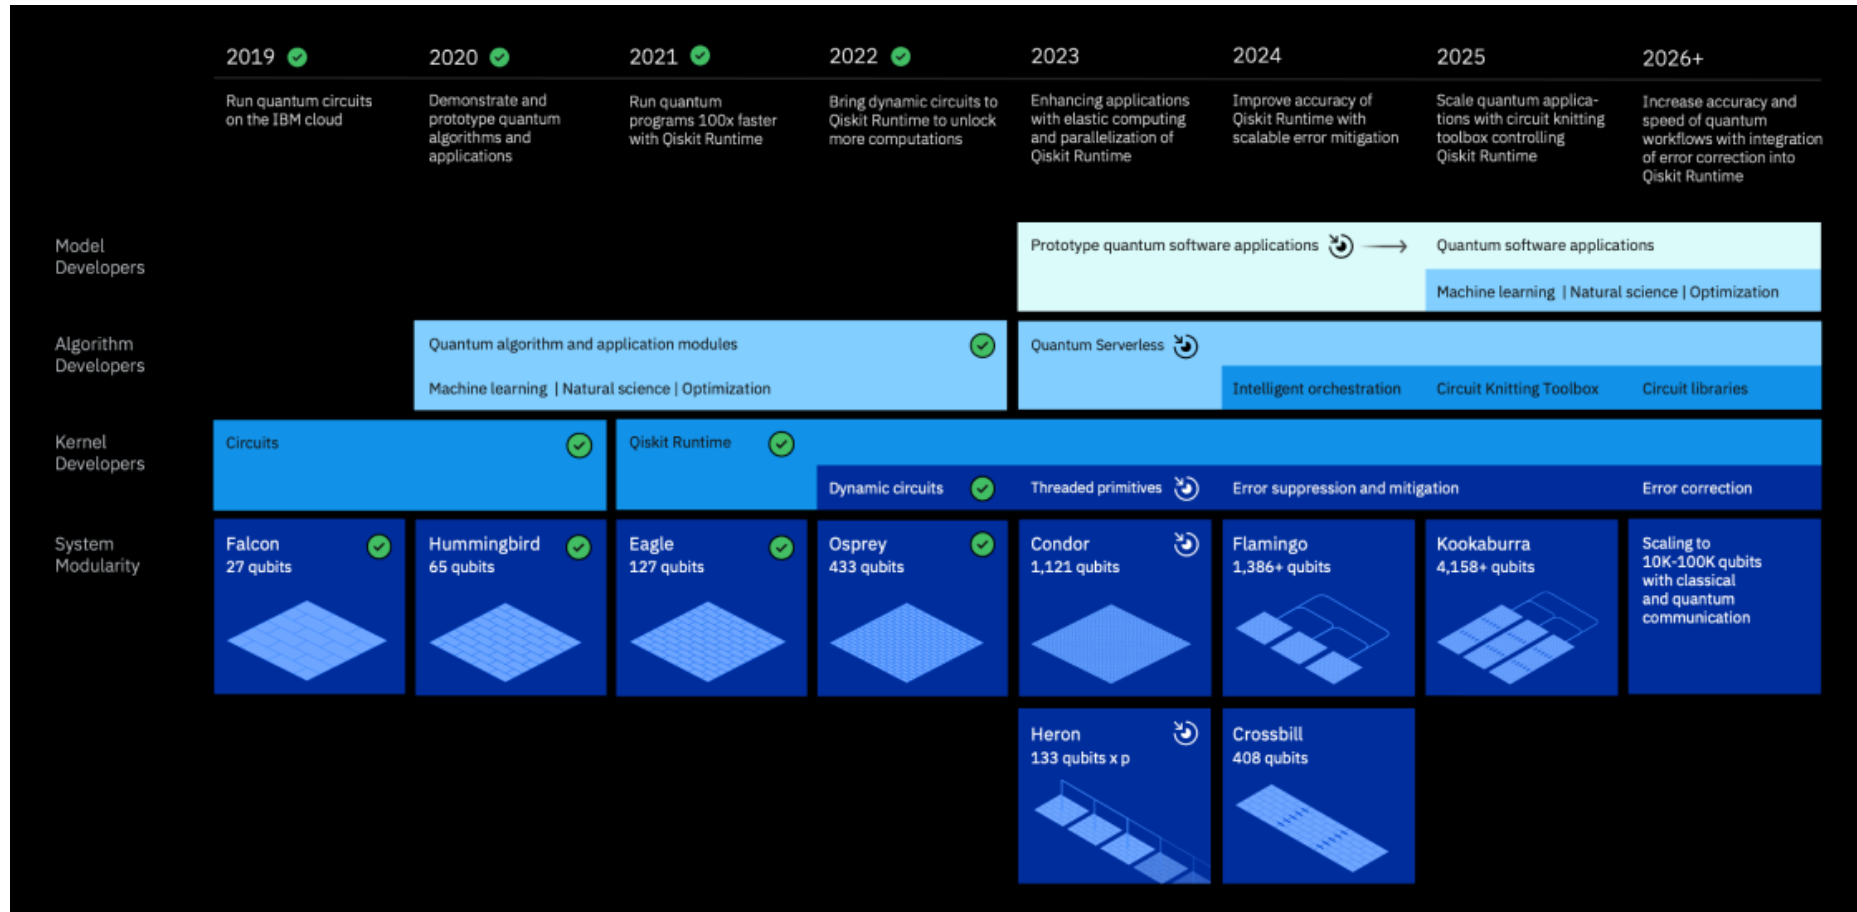 2019
Run quantum circuits
on the IBM cloud
2020
Demonstrate and
prototype quantum
algorithms and
applications
2021
Run quantum
programs 100x faster
with Qiskit Runtime
2022
Bring dynamic circuits to
Qiskit Runtime to unlock
more computations
2023
Enhancing applications
with elastic computing
and parallelization of
Qiskit Runtime
2024
Improve accuracy of
Qiskit Runtime with
scalable error mitigation
2025
Scale quantum applica-
tions with circuit knitting
toolbox controlling
Qiskit Runtime
2026+
Increase accuracy and
speed of quantum
workflows with integration
of error correction into
Qiskit Runtime
Model
Developers
Prototype quantum software applications
Quantum software applications
Machine learning | Natural science | Optimization
Algorithm
Developers
Quantum algorithm and application modules
Machine learning | Natural science | Optimization
Quantum Serverless
Intelligent orchestration
Circuit Knitting Toolbox
Circuit libraries
Kernel
Developers
Circuits
Qiskit Runtime
Dynamic circuits
Threaded primitives
Error suppression and mitigation
Error correction
System
Modularity
Falcon
27 qubits
Hummingbird
65 qubits
Eagle
127 qubits
Osprey
433 qubits
Condor
1,121 qubits
Flamingo
1,386+ qubits
Kookaburra
4,158+ qubits
Scaling to
10K-100K qubits
with classical
and quantum
communication
Heron
133 qubits x p
Crossbill
408 qubits